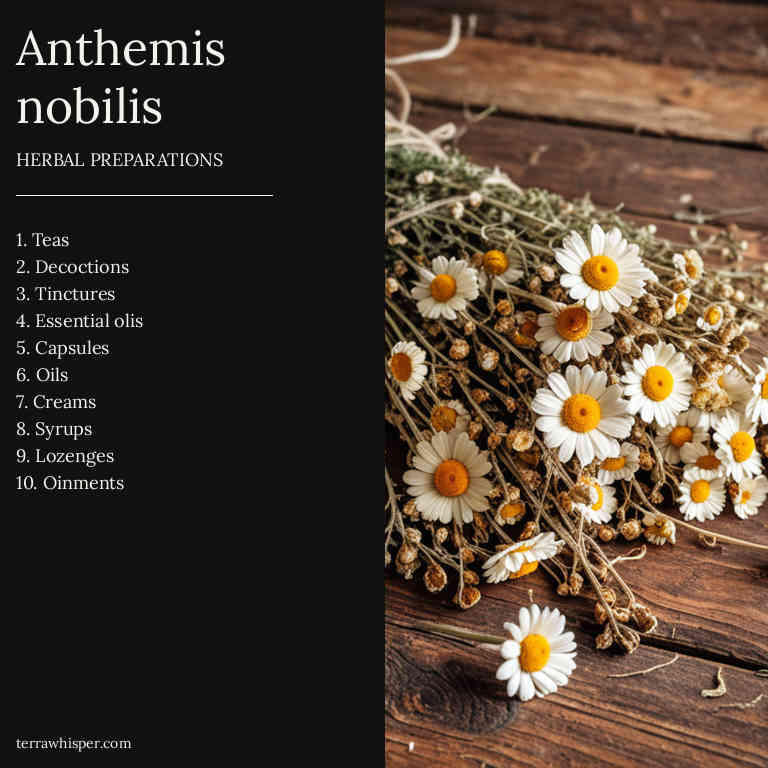 Anthemis
nobilis
HERBAL PREPARATIONS
1. Teas
2. Decoctions
3. Tinctures
4. Essential olis
5. Capsules
6. Oils
7. Creams
8. Syrups
9. Lozenges
10. Oinments
terrawhisper.com